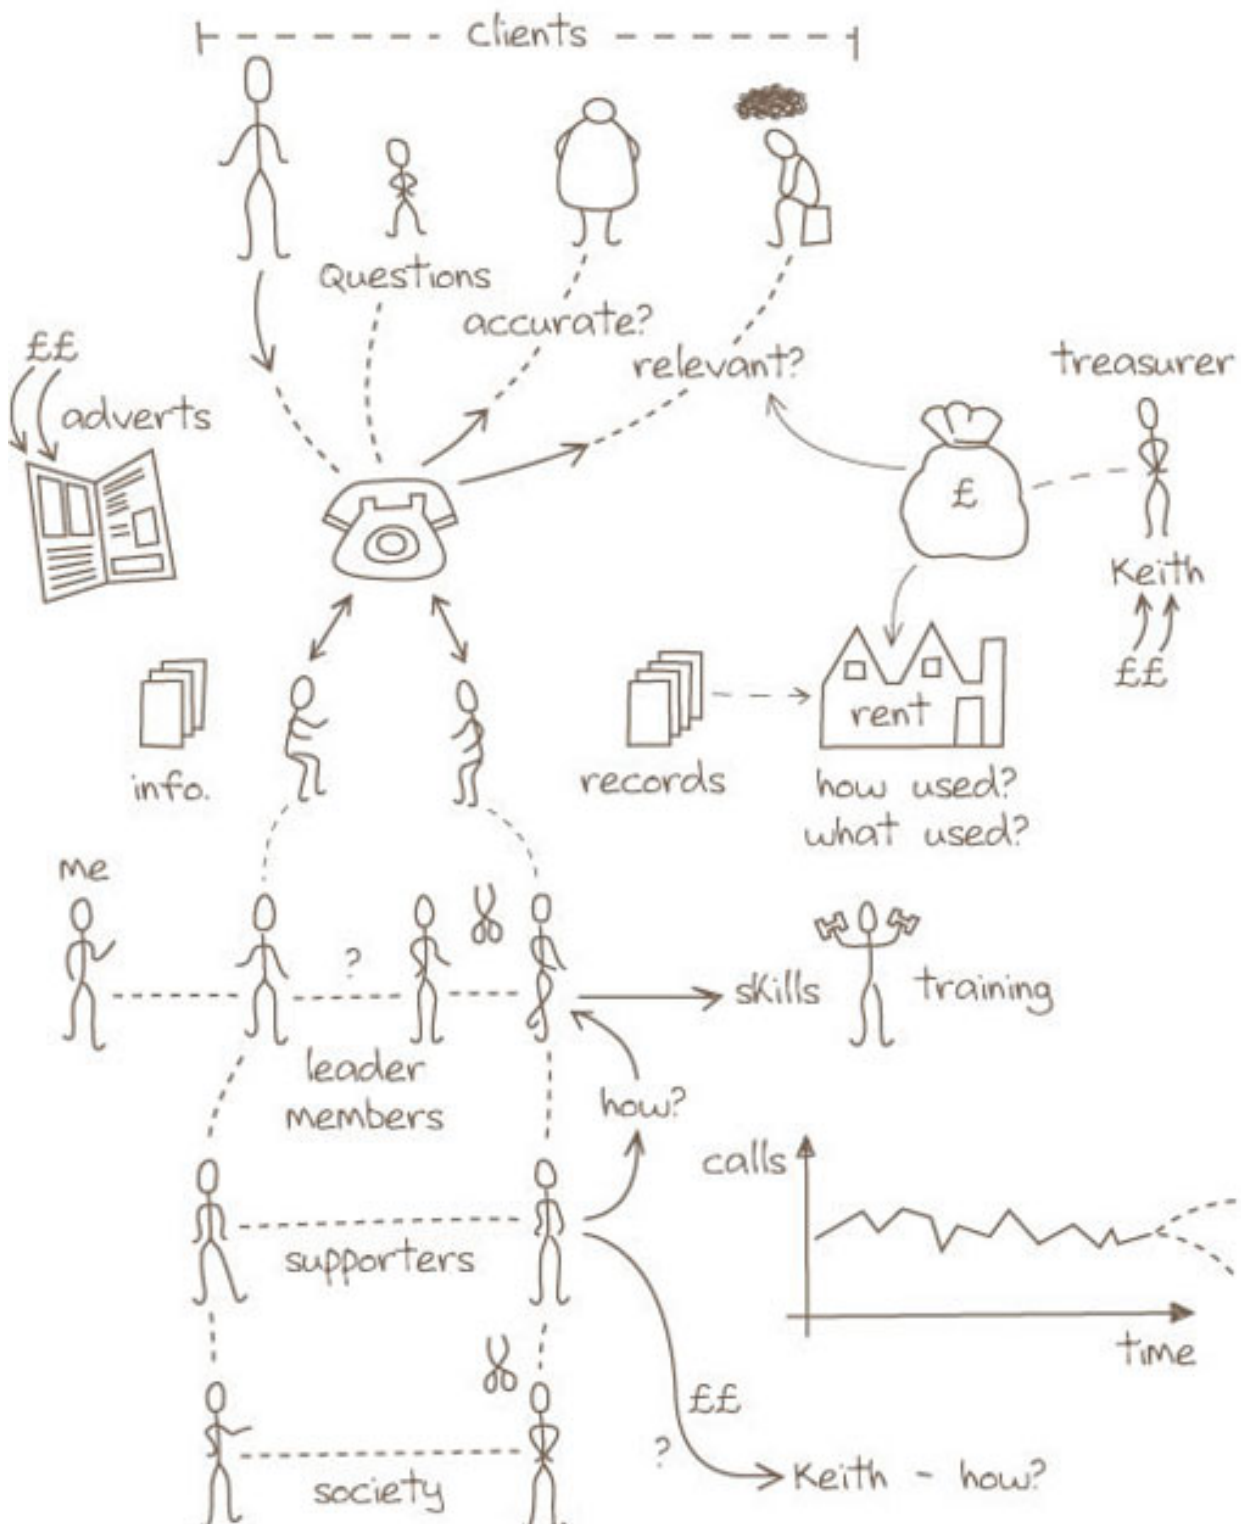 clients
Questions
accurate?
relevant?
££
adverts
treasurer
£
Keith
££
info.
records
rent
how used?
what used?
me
?
leader
members
skills
training
how?
calls
supporters
time
££
?
Keith - how?
society